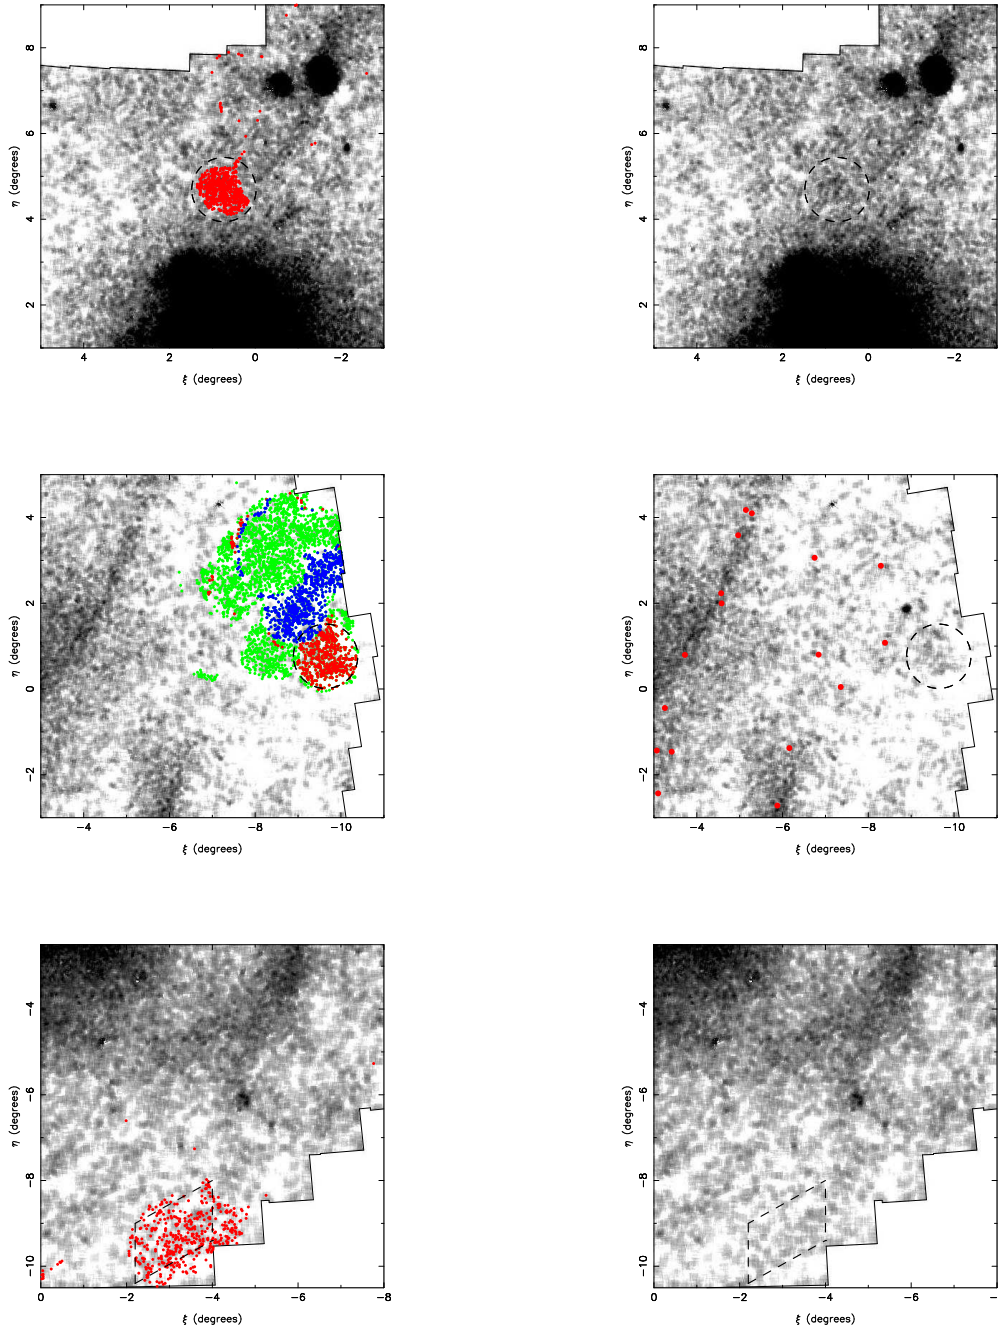 8
8
6
6
η (degrees)
η (degrees)
4
4
2
2
4 2 0 −2
4 2 0 −2
ξ (degrees)
ξ (degrees)
4
4
2
2
η (degrees)
η (degrees)
0
0
−2
−2
−4 −6 −8 −10
−4 −6 −8 −10
ξ (degrees)
ξ (degrees)
−4
−4
−6
−6
η (degrees)
η (degrees)
−8
−8
−10
−10
0 −2 −4 −6 −8
0 −2 −4 −6 −8
ξ (degrees)
ξ (degrees)